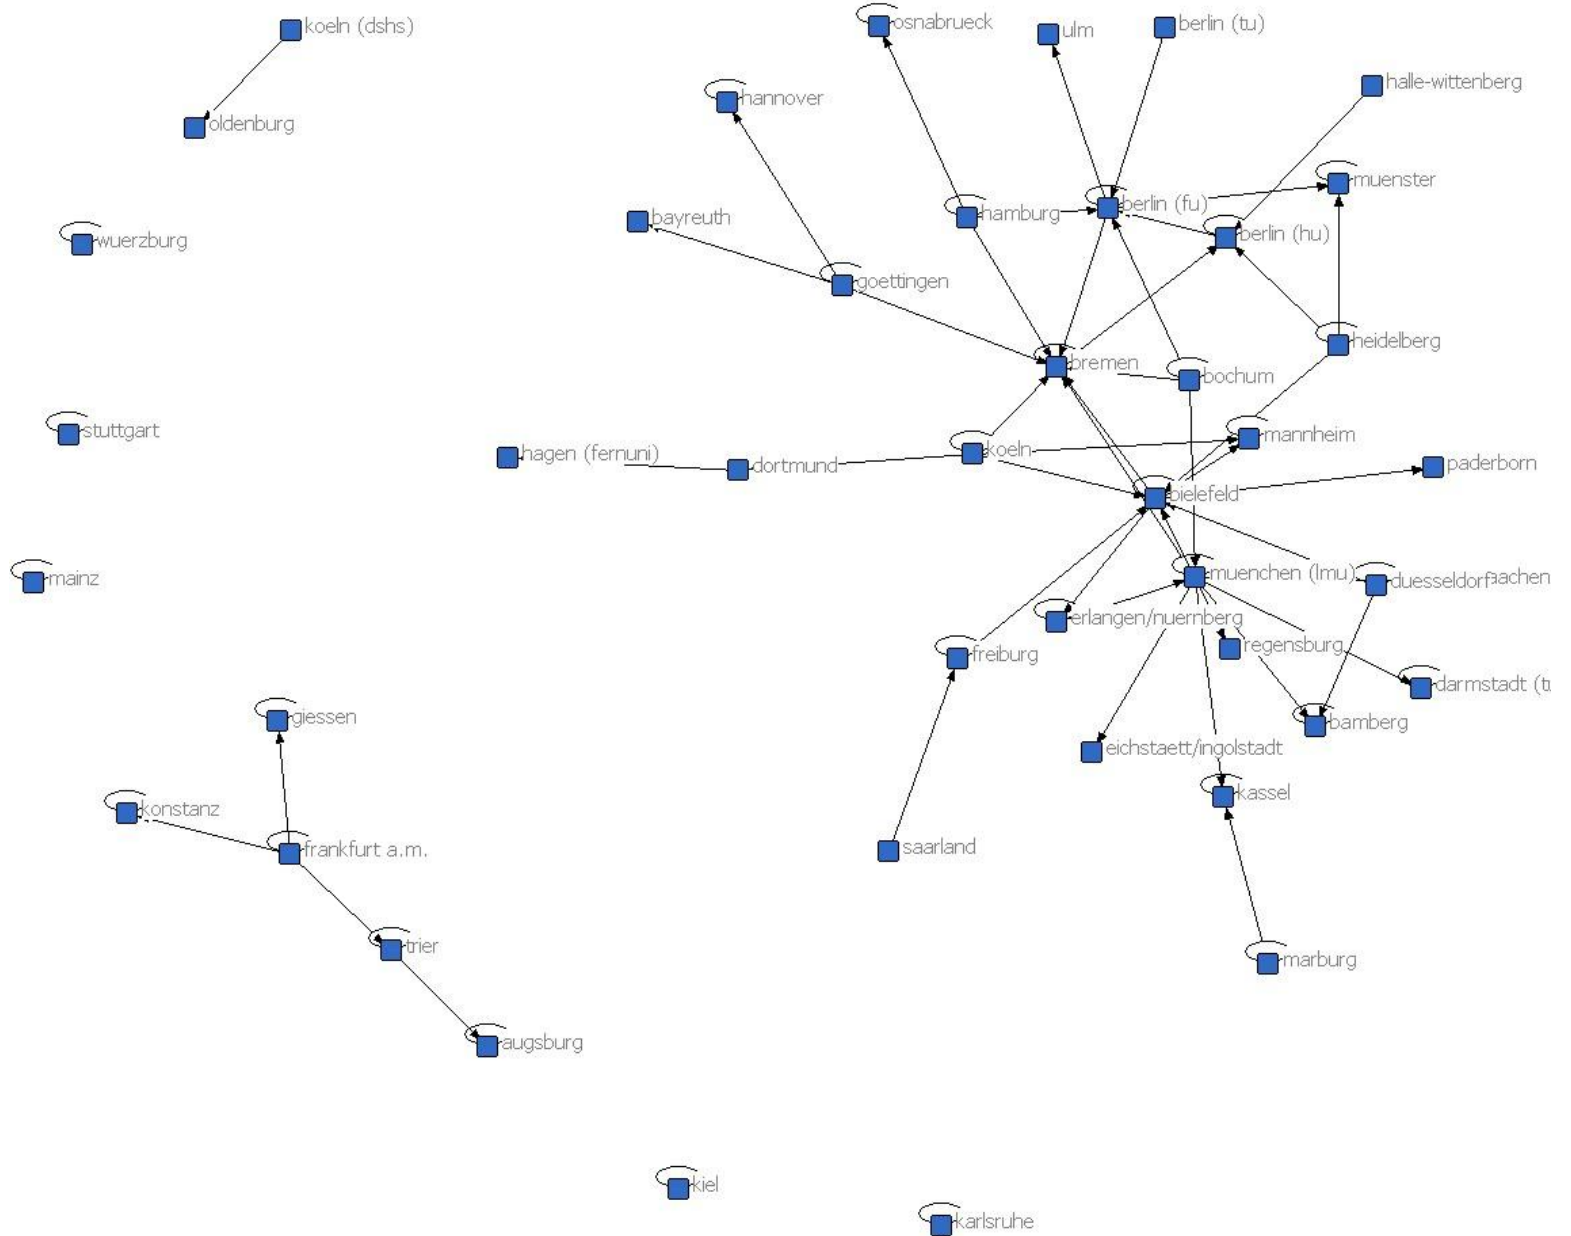 koeln (dshs)
osnabrueck
ulm
berlin (tu)
halle-wittenberg
hannover
oldenburg
muenster
berlin (fu)
hamburg
bayreuth
berlin (hu)
wuerzburg
goettingen
heidelberg
bremen
bochum
stuttgart
mannheim
koeln
hagen (fernuni)
dortmund
paderborn
bielefeld
muenchen (lmu)
duesseldorf
aachen
mainz
erlangen/nuernberg
regensburg
freiburg
darmstadt (tu
giessen
bamberg
eichstaett/ingolstadt
kassel
konstanz
frankfurt a.m.
saarland
trier
marburg
augsburg
kiel
karlsruhe